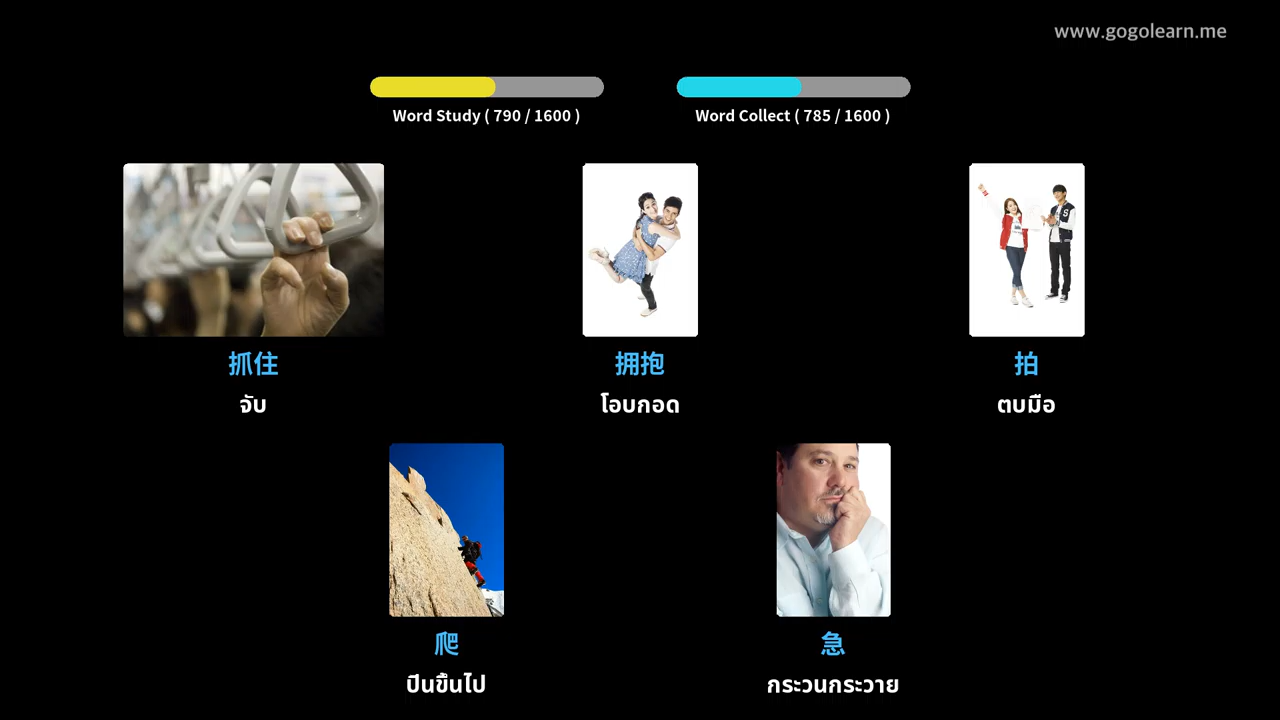 www.gogolearn.me
Word Study ( 790 / 1600 )
Word Collect ( 785 / 1600 )
抓住
จับ
拥抱
โอบกอด
拍
ตบมือ
爬
ปีนขึ้นไป
急
กระวนกระวาย